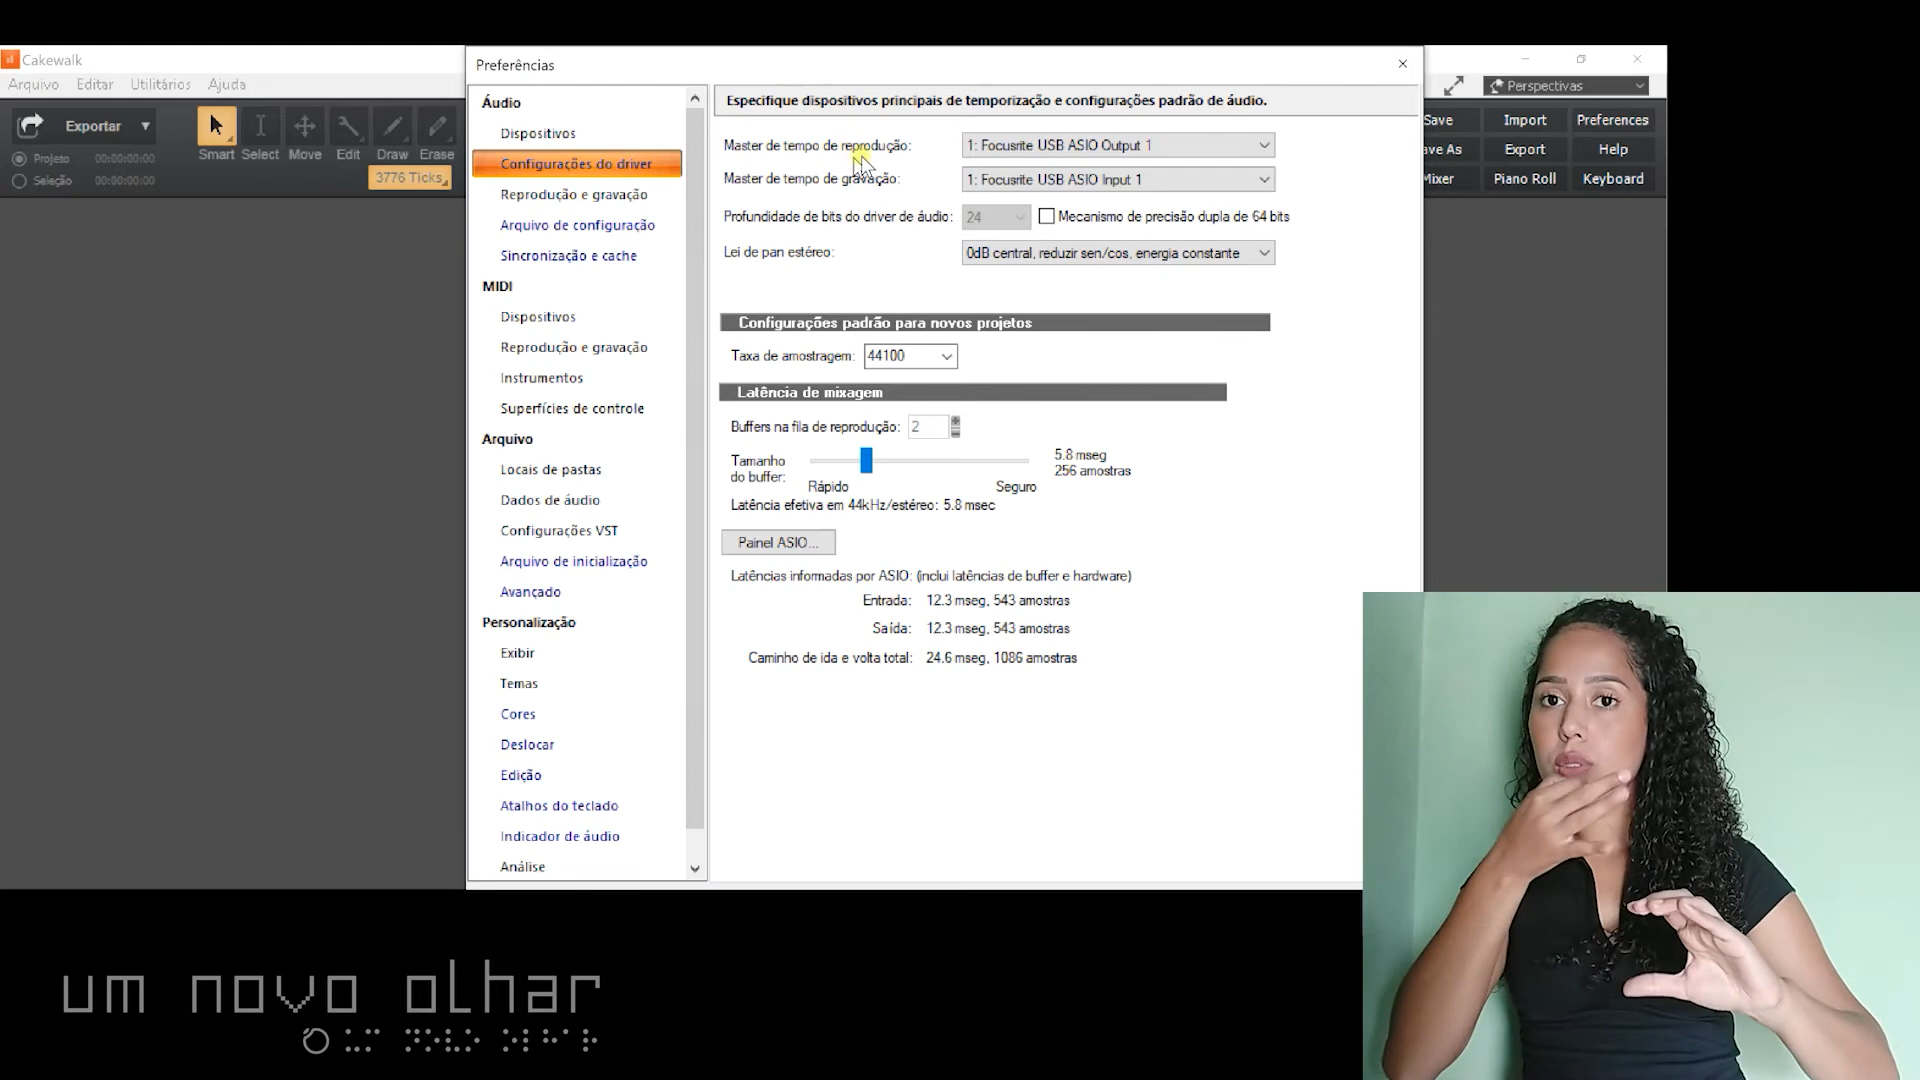 Cakewalk
Arquivo Editar Utilitários Ajuda
Exportar
Projeto 00:00:00:00
Seleção 00:00:00:00
Smart Select Move Edit Draw Erase
3776 Ticks
Preferências
Áudio
Dispositivos
Configurações do driver
Reprodução e gravação
Arquivo de configuração
Sincronização e cache
MIDI
Dispositivos
Reprodução e gravação
Instrumentos
Superfícies de controle
Arquivo
Locais de pastas
Dados de áudio
Configurações VST
Arquivo de inicialização
Avançado
Personalização
Exibir
Temas
Cores
Deslocar
Edição
Atalhos do teclado
Indicador de áudio
Análise
Especifique dispositivos principais de temporização e configurações padrão de áudio.
Master de tempo de reprodução: 1: Focusrite USB ASIO Output 1
Master de tempo de gravação: 1: Focusrite USB ASIO Input 1
Profundidade de bits do driver de áudio: 24 Mecanismo de precisão dupla de 64 bits
Lei de pan estéreo: 0dB central, reduzir sen/cos, energia constante
Configurações padrão para novos projetos
Taxa de amostragem: 44100
Latência de mixagem
Buffers na fila de reprodução: 2
Tamanho do buffer: 5.8 mseg
256 amostras
Rápido Seguro
Latência efetiva em 44kHz/estéreo: 5.8 msec
Painel ASIO...
Latências informadas por ASIO: (inclui latências de buffer e hardware)
Entrada: 12.3 mseg, 543 amostras
Saída: 12.3 mseg, 543 amostras
Caminho de ida e volta total: 24.6 mseg, 1086 amostras
Perspectivas
Save Import Preferences
ave As Export Help
Mixer Piano Roll Keyboard
um novo olhar